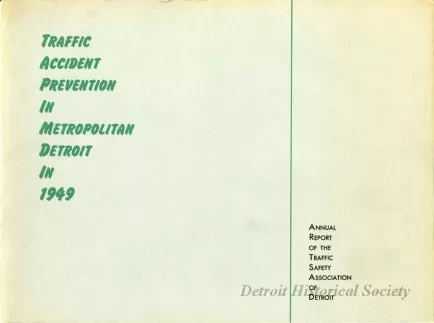 Traffic
Accident
Prevention
In
Metropolitan
Detroit
In
1949
Annual
Report
of the
Traffic
Safety
Association
of
Detroit
Detroit Historical Society